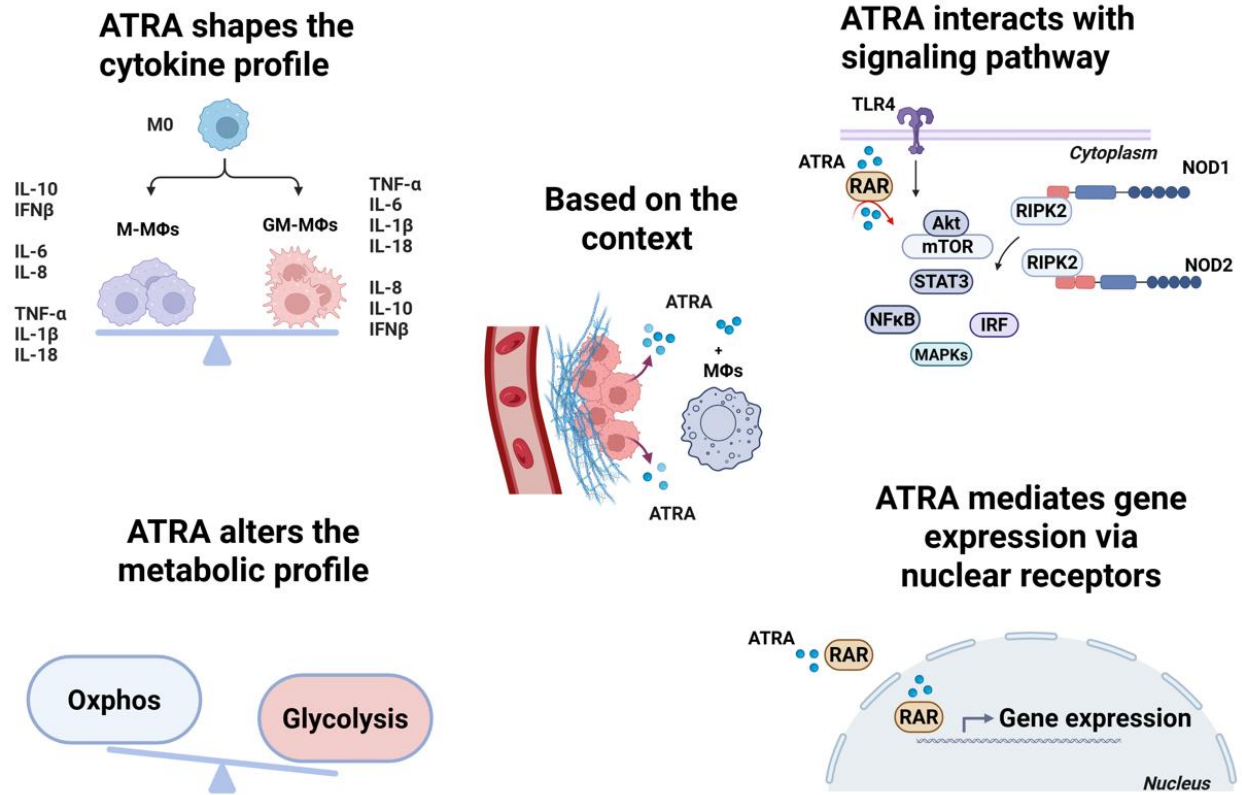 ATRA shapes the
cytokine profile
M0
IL-10
IFNβ
IL-6
IL-8
TNF-α
IL-1β
IL-18
M-MΦs
GM-MΦs
TNF-α
IL-6
IL-1β
IL-18
IL-8
IL-10
IFNβ
Based on the
context
ATRA
+
MΦs
ATRA
ATRA interacts with
signaling pathway
TLR4
Cytoplasm
ATRA
RAR
NOD1
RIPK2
Akt
mTOR
RIPK2
NOD2
STAT3
NFκB
IRF
MAPKs
ATRA alters the
metabolic profile
Oxphos
Glycolysis
ATRA mediates gene
expression via
nuclear receptors
ATRA
RAR
RAR
Gene expression
Nucleus